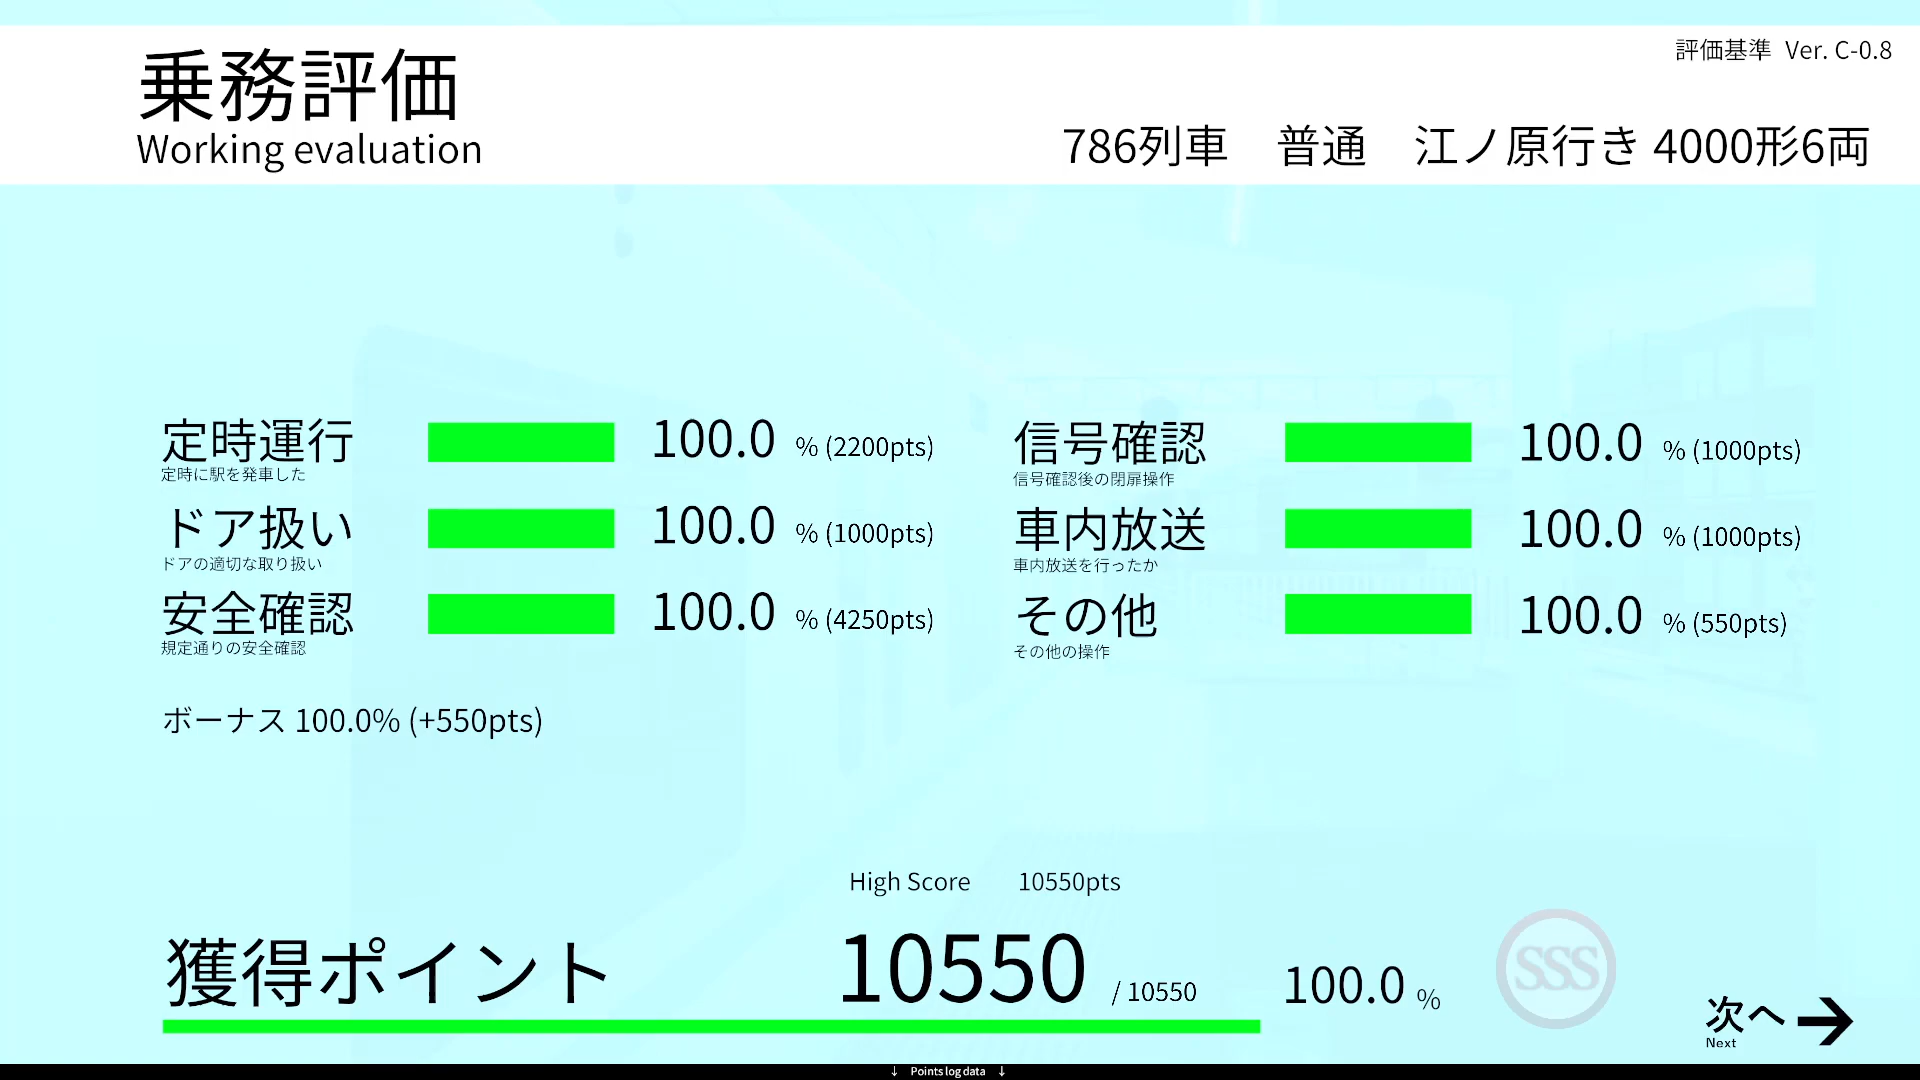 乗務評価
Working evaluation
評価基準 Ver. C-0.8
786列車 普通 江ノ原行き 4000形6両
定時運行 100.0 % (2200pts)
定時に駅を発車した
信号確認 100.0 % (1000pts)
信号確認後の閉扉操作
ドア扱い 100.0 % (1000pts)
ドアの適切な取り扱い
車内放送 100.0 % (1000pts)
車内放送を行ったか
安全確認 100.0 % (4250pts)
規定通りの安全確認
その他 100.0 % (550pts)
その他の操作
ボーナス 100.0% (+550pts)
High Score 10550pts
獲得ポイント 10550 / 10550 100.0 %
SSS
次へ
Next
↓ Points log data ↓